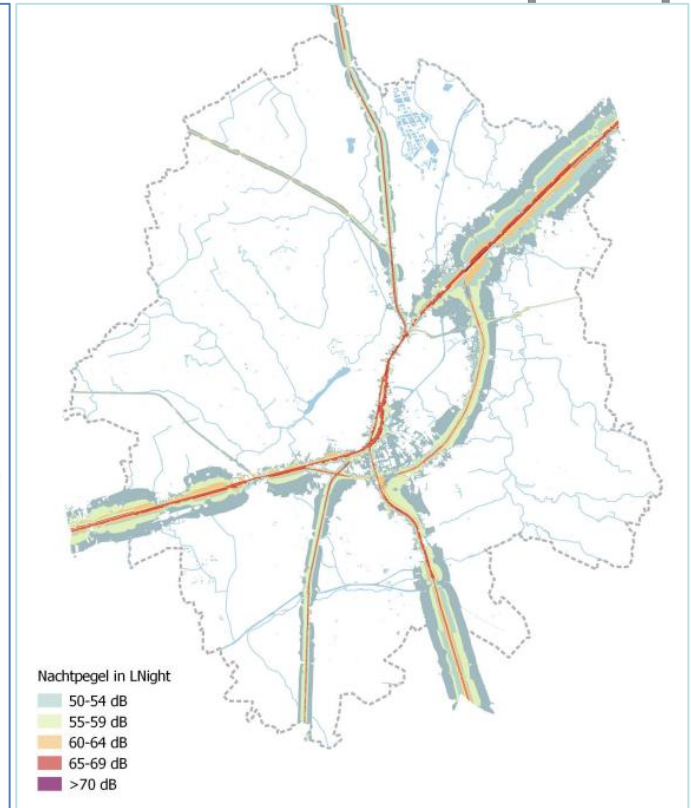 Nachtpegel in LNight
50-54 dB
55-59 dB
60-64 dB
65-69 dB
>70 dB